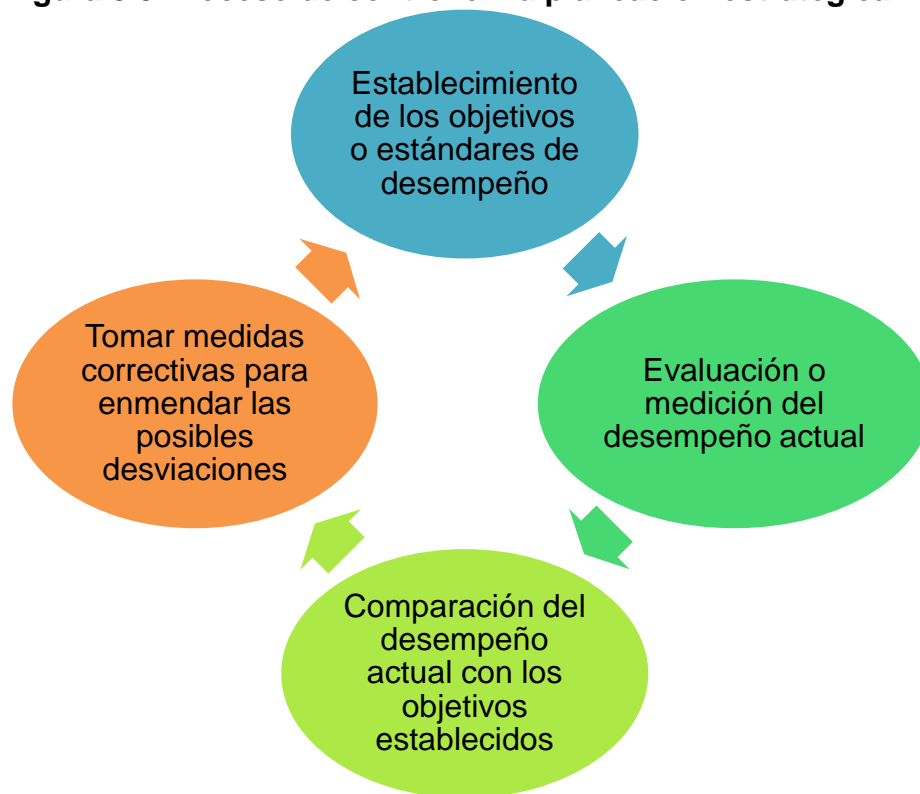 Establecimiento
de los objetivos
o estándares de
desempeño
Evaluación o
medición del
desempeño actual
Comparación del
desempeño
actual con los
objetivos
establecidos
Tomar medidas
correctivas para
enmendar las
posibles
desviaciones